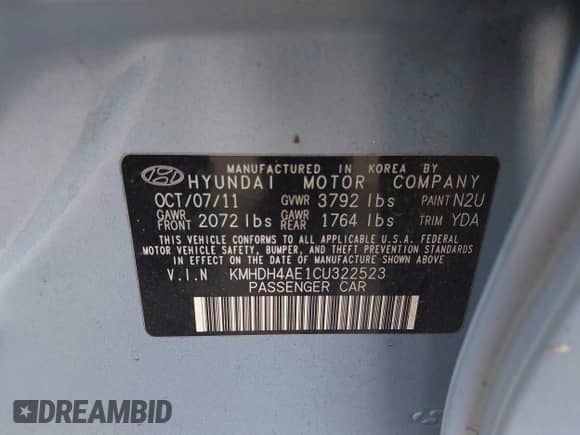 MANUFACTURED IN KOREA BY
HYUNDAI MOTOR COMPANY
OCT/07/11 GVWR 3792 lbs PAINT N2U
GAWR FRONT 2072 lbs GAWR REAR 1764 lbs TRIM YDA
THIS VEHICLE CONFORMS TO ALL APPLICABLE U.S.A. FEDERAL
MOTOR VEHICLE SAFETY, BUMPER, AND THEFT PREVENTION STANDARDS
IN EFFECT ON THE DATE OF MANUFACTURE SHOWN ABOVE.
V.I.N KMHDH4AE1CU322523
PASSENGER CAR
DREAMBID